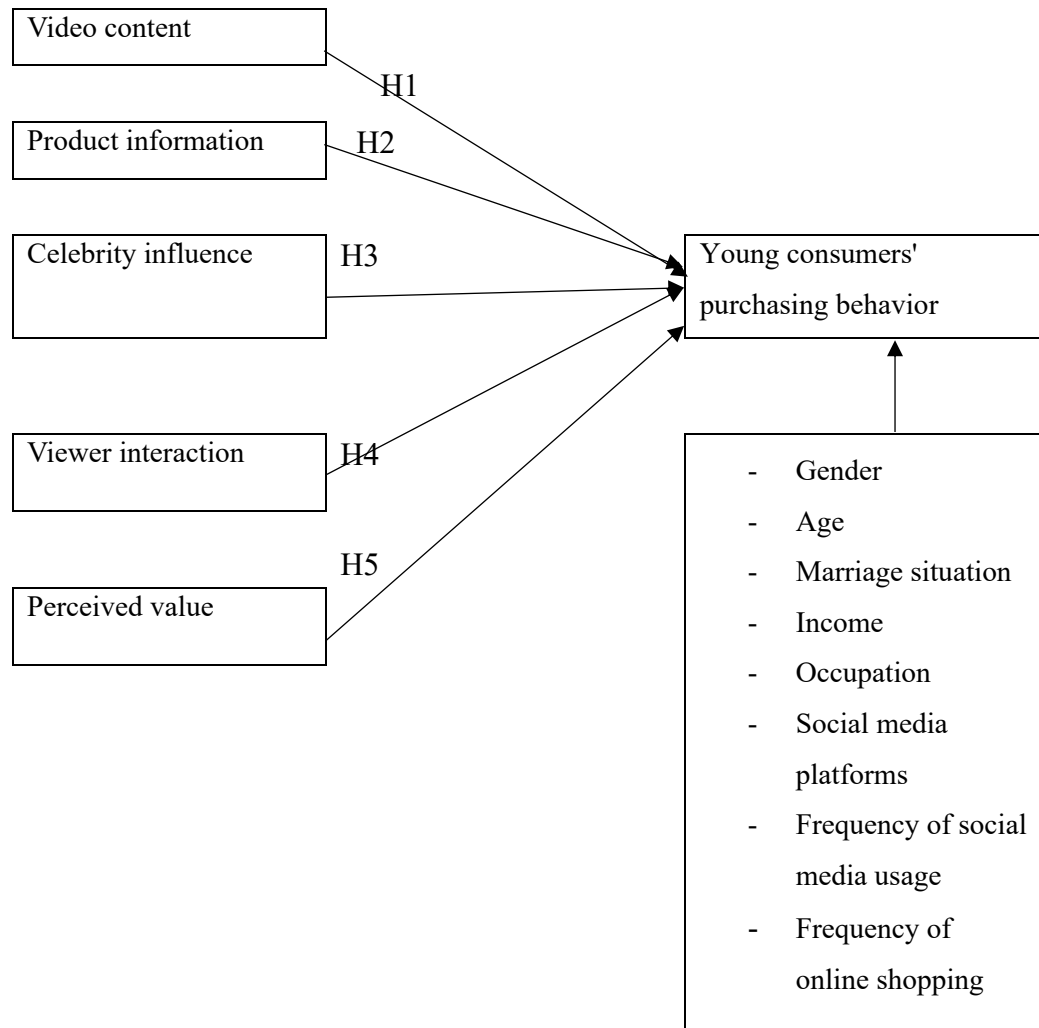 Video content
H1
Product information
H2
Celebrity influence
H3
Young consumers'
purchasing behavior
Viewer interaction
H4
H5
Perceived value
- Gender
- Age
- Marriage situation
- Income
- Occupation
- Social media
platforms
- Frequency of social
media usage
- Frequency of
online shopping